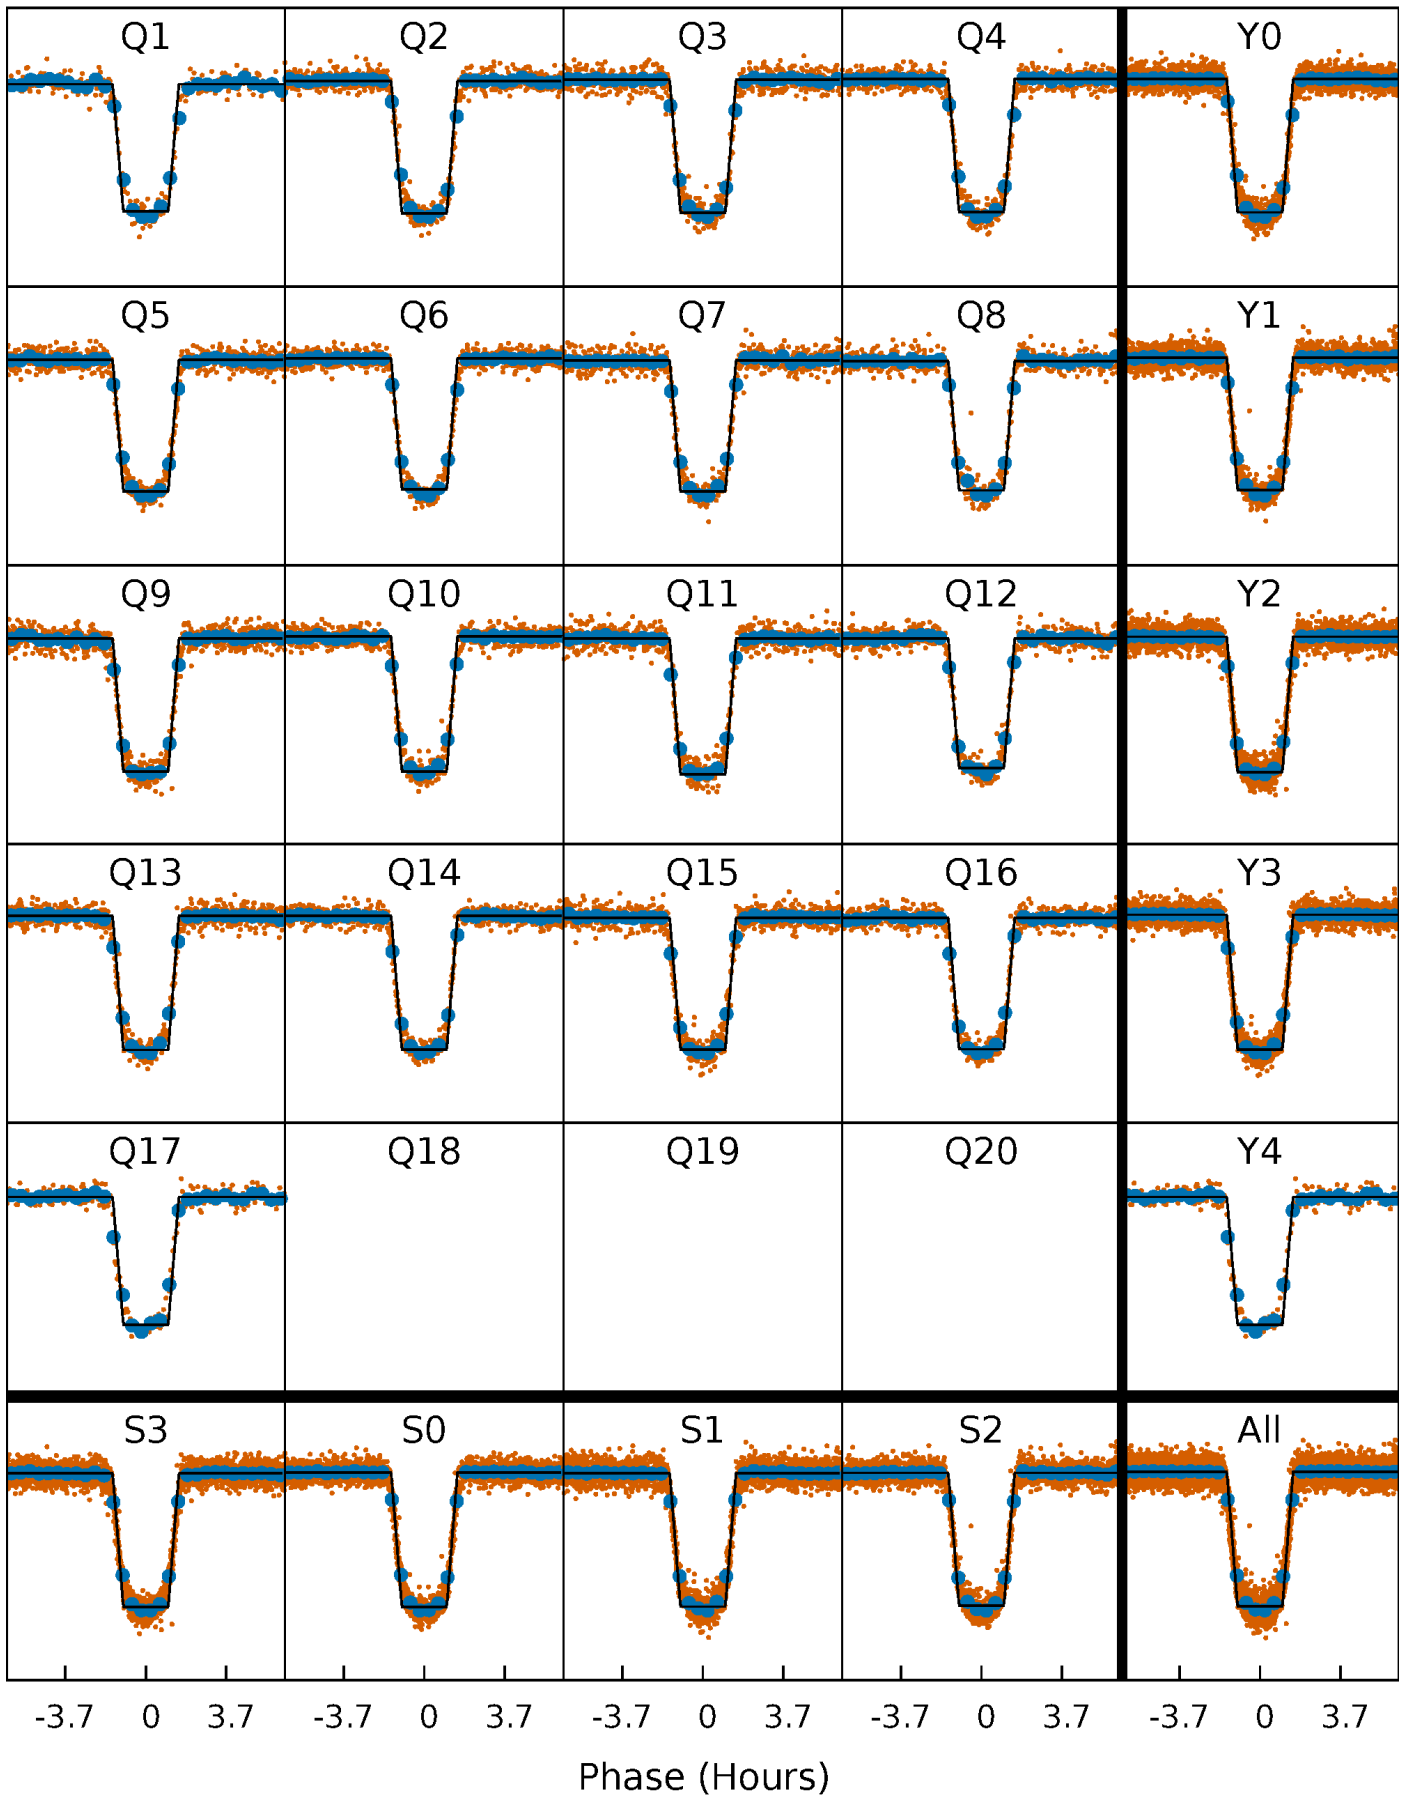 Q1 Q2 Q3 Q4 Y0
Q5 Q6 Q7 Q8 Y1
Q9 Q10 Q11 Q12 Y2
Q13 Q14 Q15 Q16 Y3
Q17 Q18 Q19 Q20 Y4
S3 S0 S1 S2 All
-3.7 0 3.7 -3.7 0 3.7 -3.7 0 3.7 -3.7 0 3.7 -3.7 0 3.7
Phase (Hours)